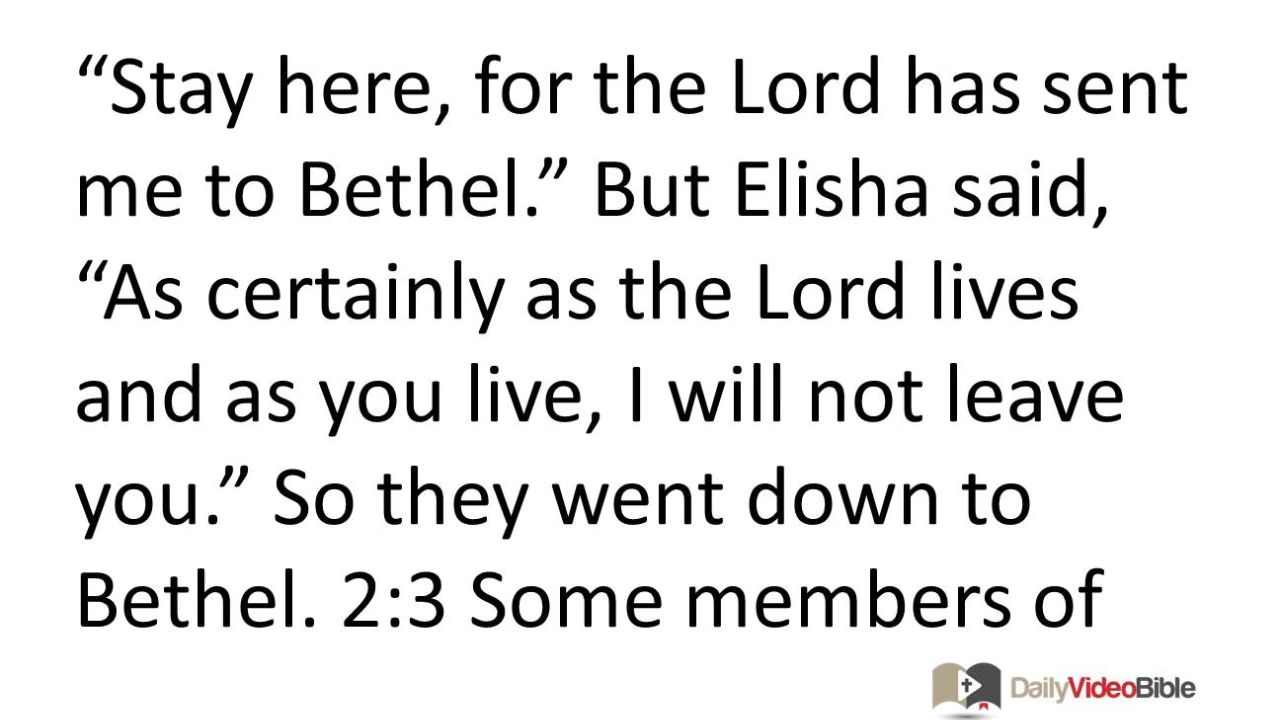 “Stay here, for the Lord has sent
me to Bethel.” But Elisha said,
“As certainly as the Lord lives
and as you live, I will not leave
you.” So they went down to
Bethel. 2:3 Some members of
DailyVideoBible